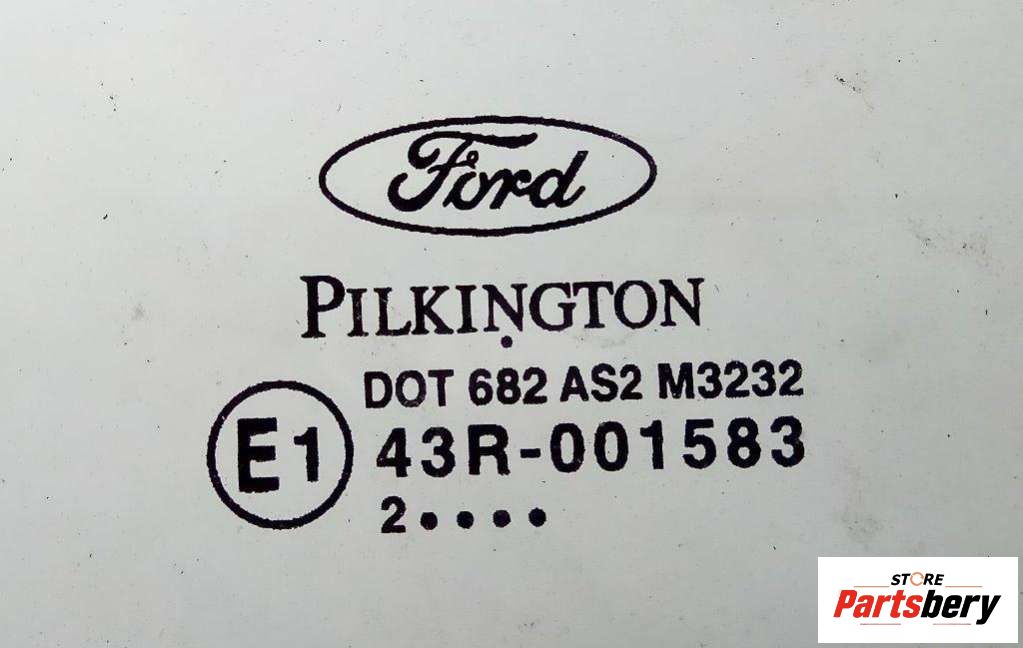 Ford
PILKINGTON
DOT 682 AS2 M3232
E1
43R-001583
2••••
STORE
Partsbery